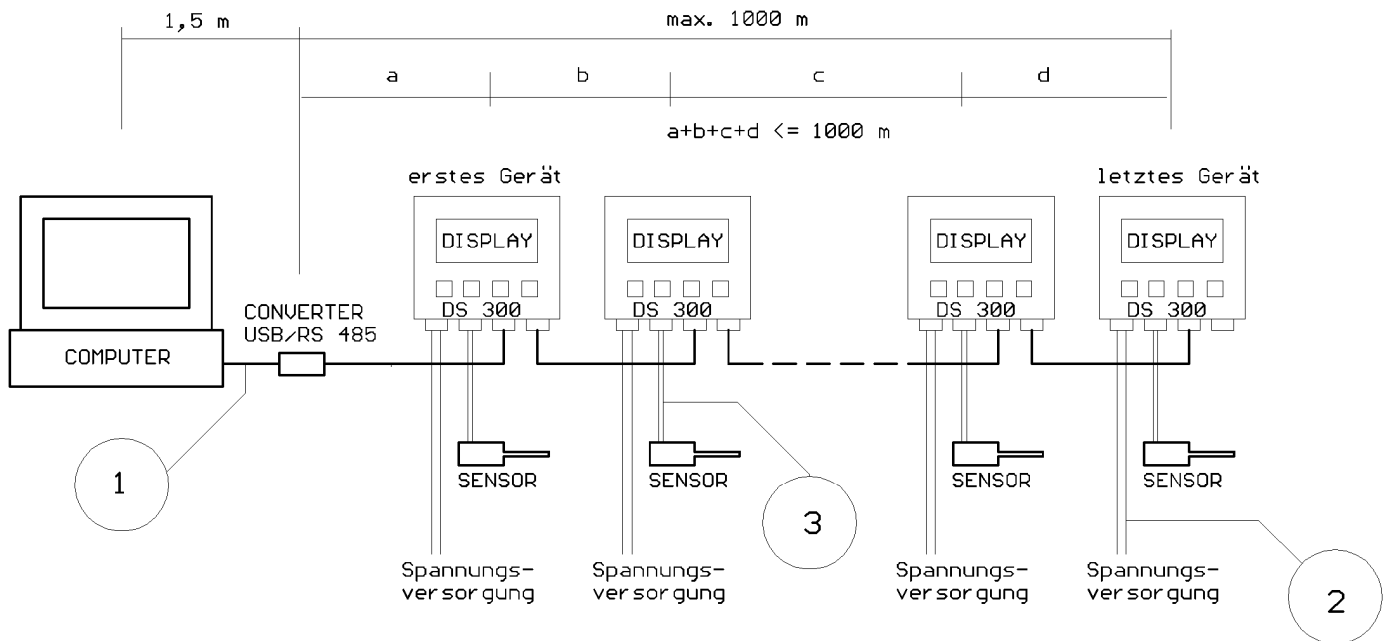 1,5 m
max. 1000 m
a
b
c
d
a+b+c+d <= 1000 m
erstes Gerät
letztes Gerät
DISPLAY
DISPLAY
DISPLAY
DISPLAY
CONVERTER
USB/RS 485
DS 300
DS 300
DS 300
DS 300
COMPUTER
SENSOR
SENSOR
SENSOR
SENSOR
1
3
Spannungs-
versorgung
Spannungs-
versorgung
Spannungs-
versorgung
Spannungs-
versorgung
2